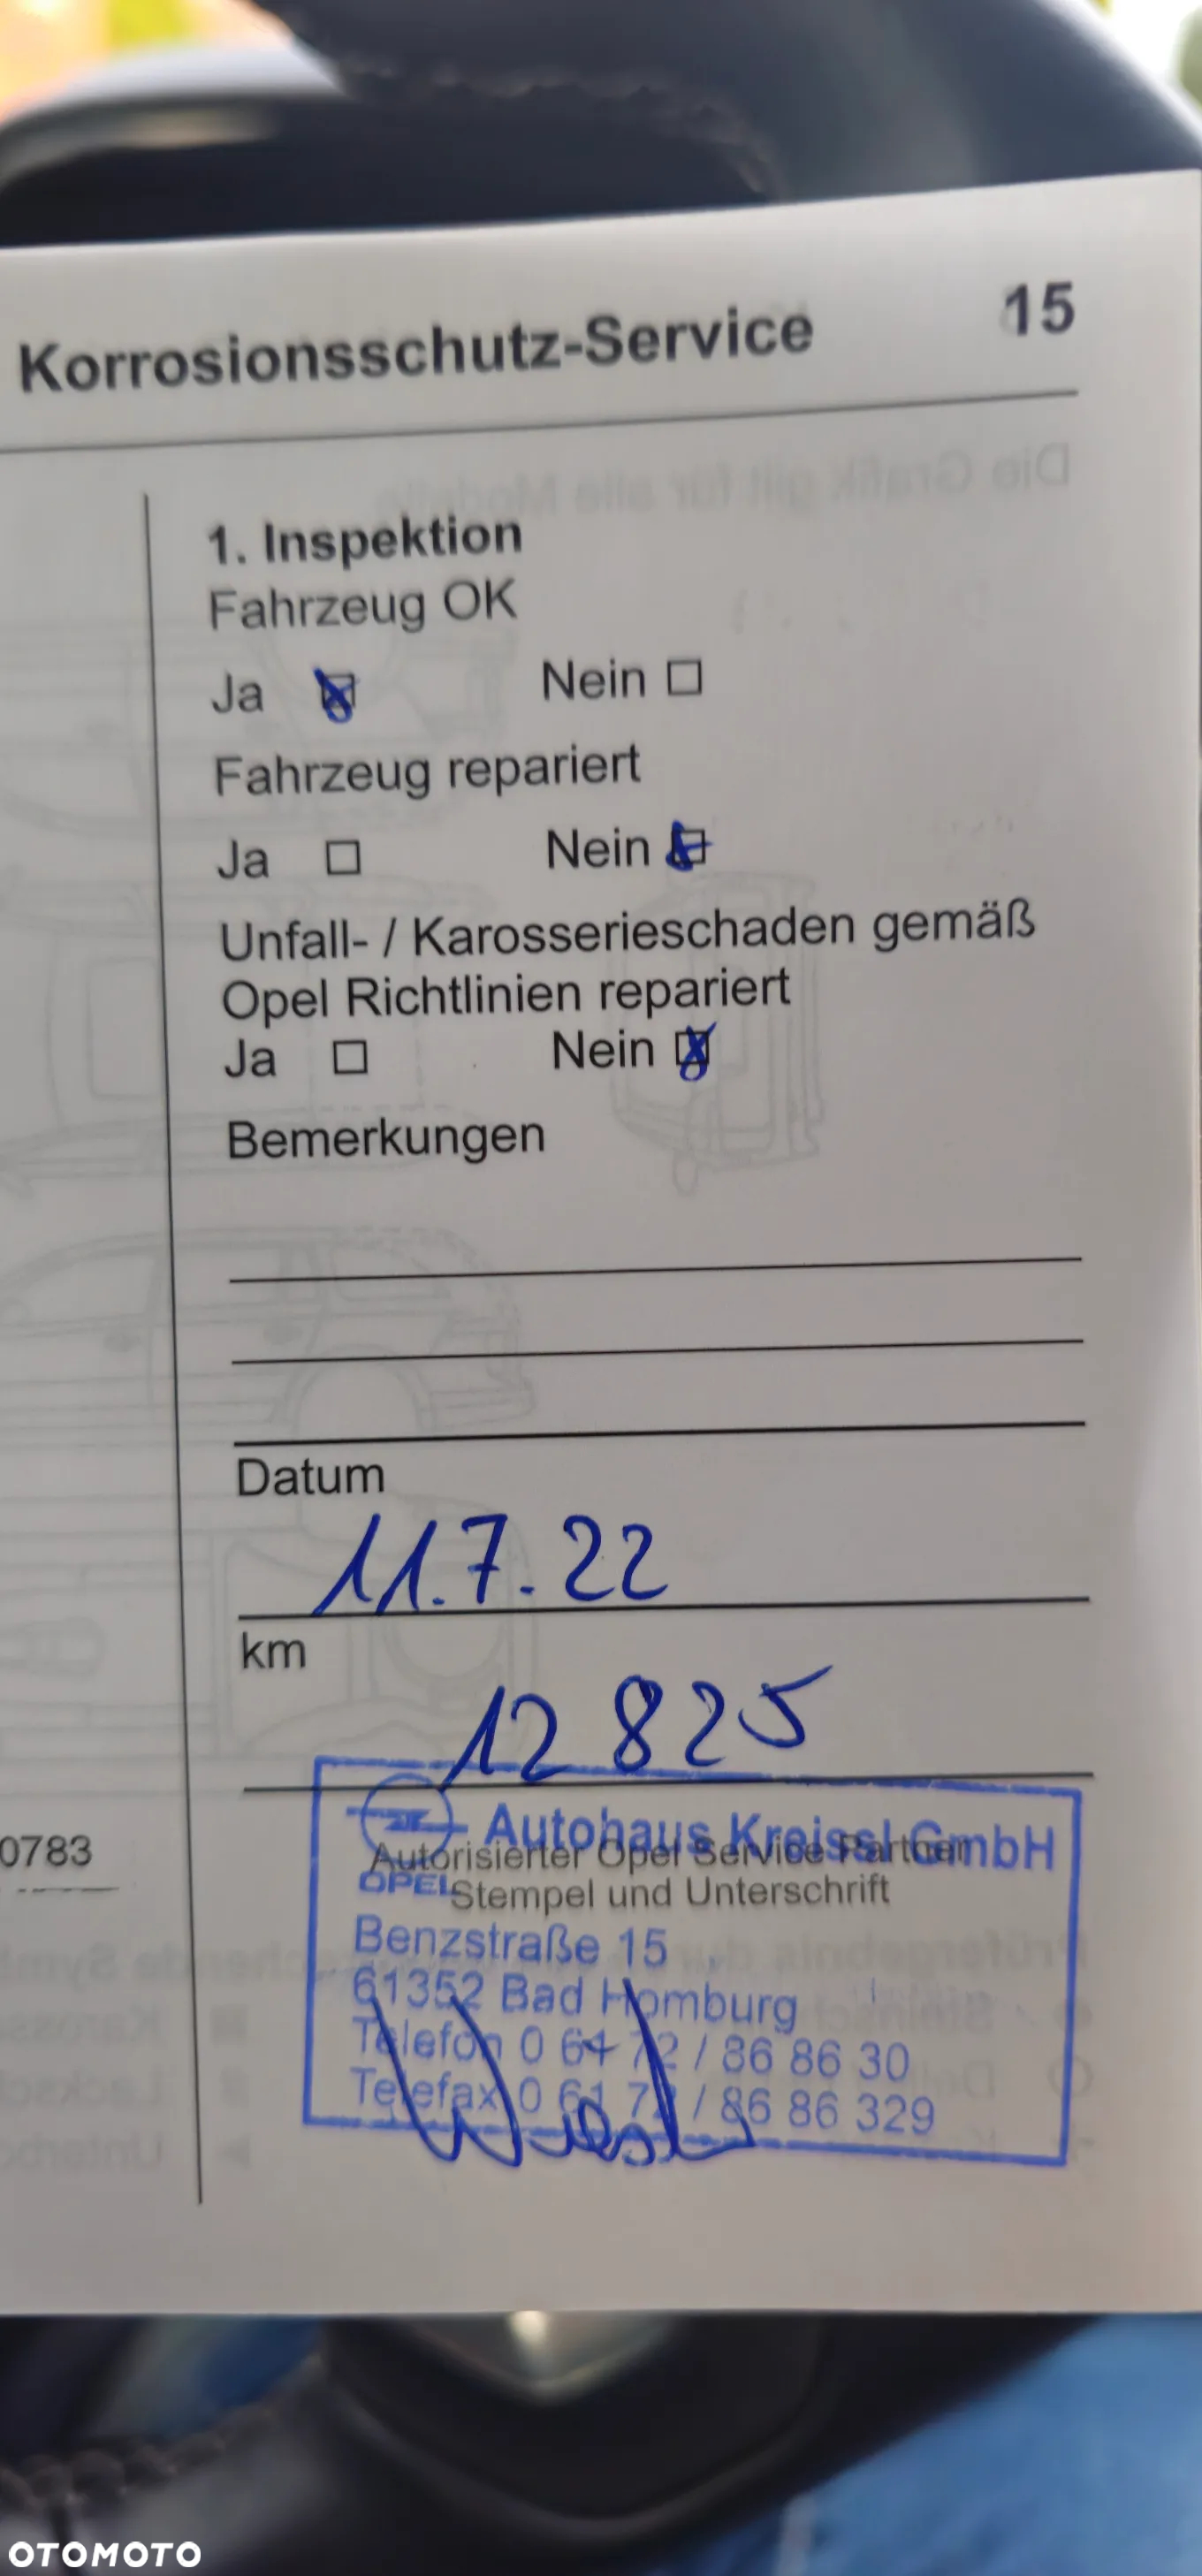 Korrosionsschutz-Service 15
1. Inspektion
Fahrzeug OK
Ja Nein
Fahrzeug repariert
Ja Nein
Unfall- / Karosserieschaden gemäß
Opel Richtlinien repariert
Ja Nein
Bemerkungen
Datum
11.7.22
km
12 825
0783
Autohaus Kreissl GmbH
Autorisierter Opel Service Partner
OPEL
Stempel und Unterschrift
Benzstraße 15
61352 Bad Homburg
Telefon 0 61 72 / 86 86 30
Telefax 0 61 72 / 86 86 329
OTOMOTO